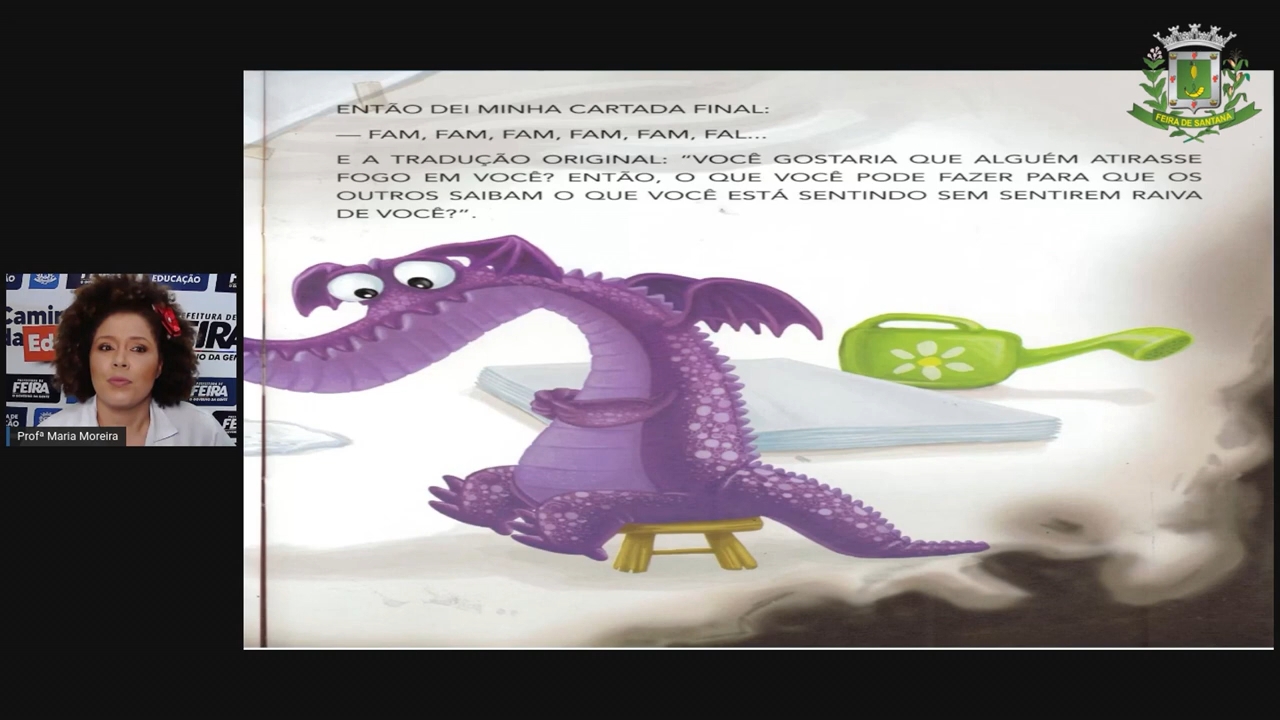 FEIRA DE SANTANA
ENTÃO DEI MINHA CARTADA FINAL:
— FAM, FAM, FAM, FAM, FAM, FAL...
E A TRADUÇÃO ORIGINAL: “VOCÊ GOSTARIA QUE ALGUÉM ATIRASSE
FOGO EM VOCÊ? ENTÃO, O QUE VOCÊ PODE FAZER PARA QUE OS
OUTROS SAIBAM O QUE VOCÊ ESTÁ SENTINDO SEM SENTIREM RAIVA
DE VOCÊ?”.
EDUCAÇÃO
FEIRA
FEIRA
Profª Maria Moreira